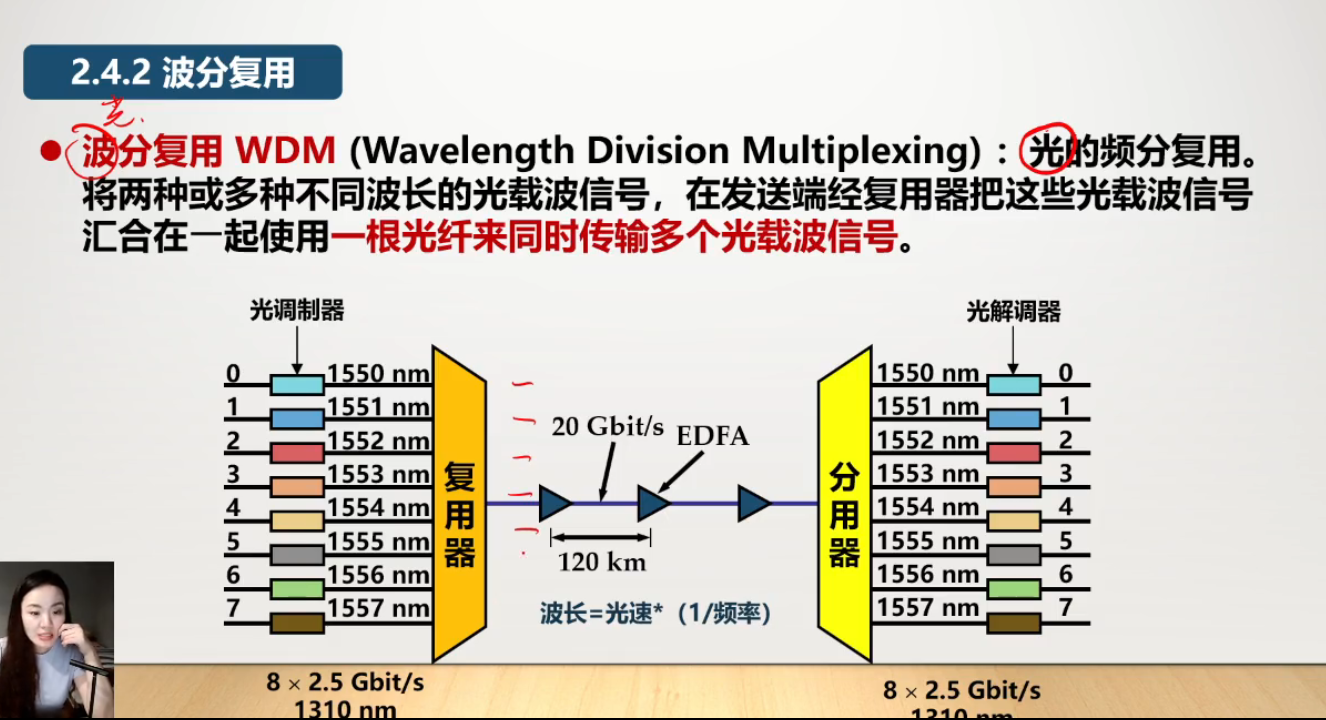 2.4.2 波分复用
光
波分复用 WDM (Wavelength Division Multiplexing)：光的频分复用。
将两种或多种不同波长的光载波信号，在发送端经复用器把这些光载波信号
汇合在一起使用一根光纤来同时传输多个光载波信号。
光调制器
光解调器
0 1550 nm
1 1551 nm
2 1552 nm
3 1553 nm
4 1554 nm
5 1555 nm
6 1556 nm
7 1557 nm
复用器
20 Gbit/s
EDFA
120 km
波长=光速*（1/频率）
分用器
1550 nm 0
1551 nm 1
1552 nm 2
1553 nm 3
1554 nm 4
1555 nm 5
1556 nm 6
1557 nm 7
8 × 2.5 Gbit/s
1310 nm
8 × 2.5 Gbit/s
1310 nm